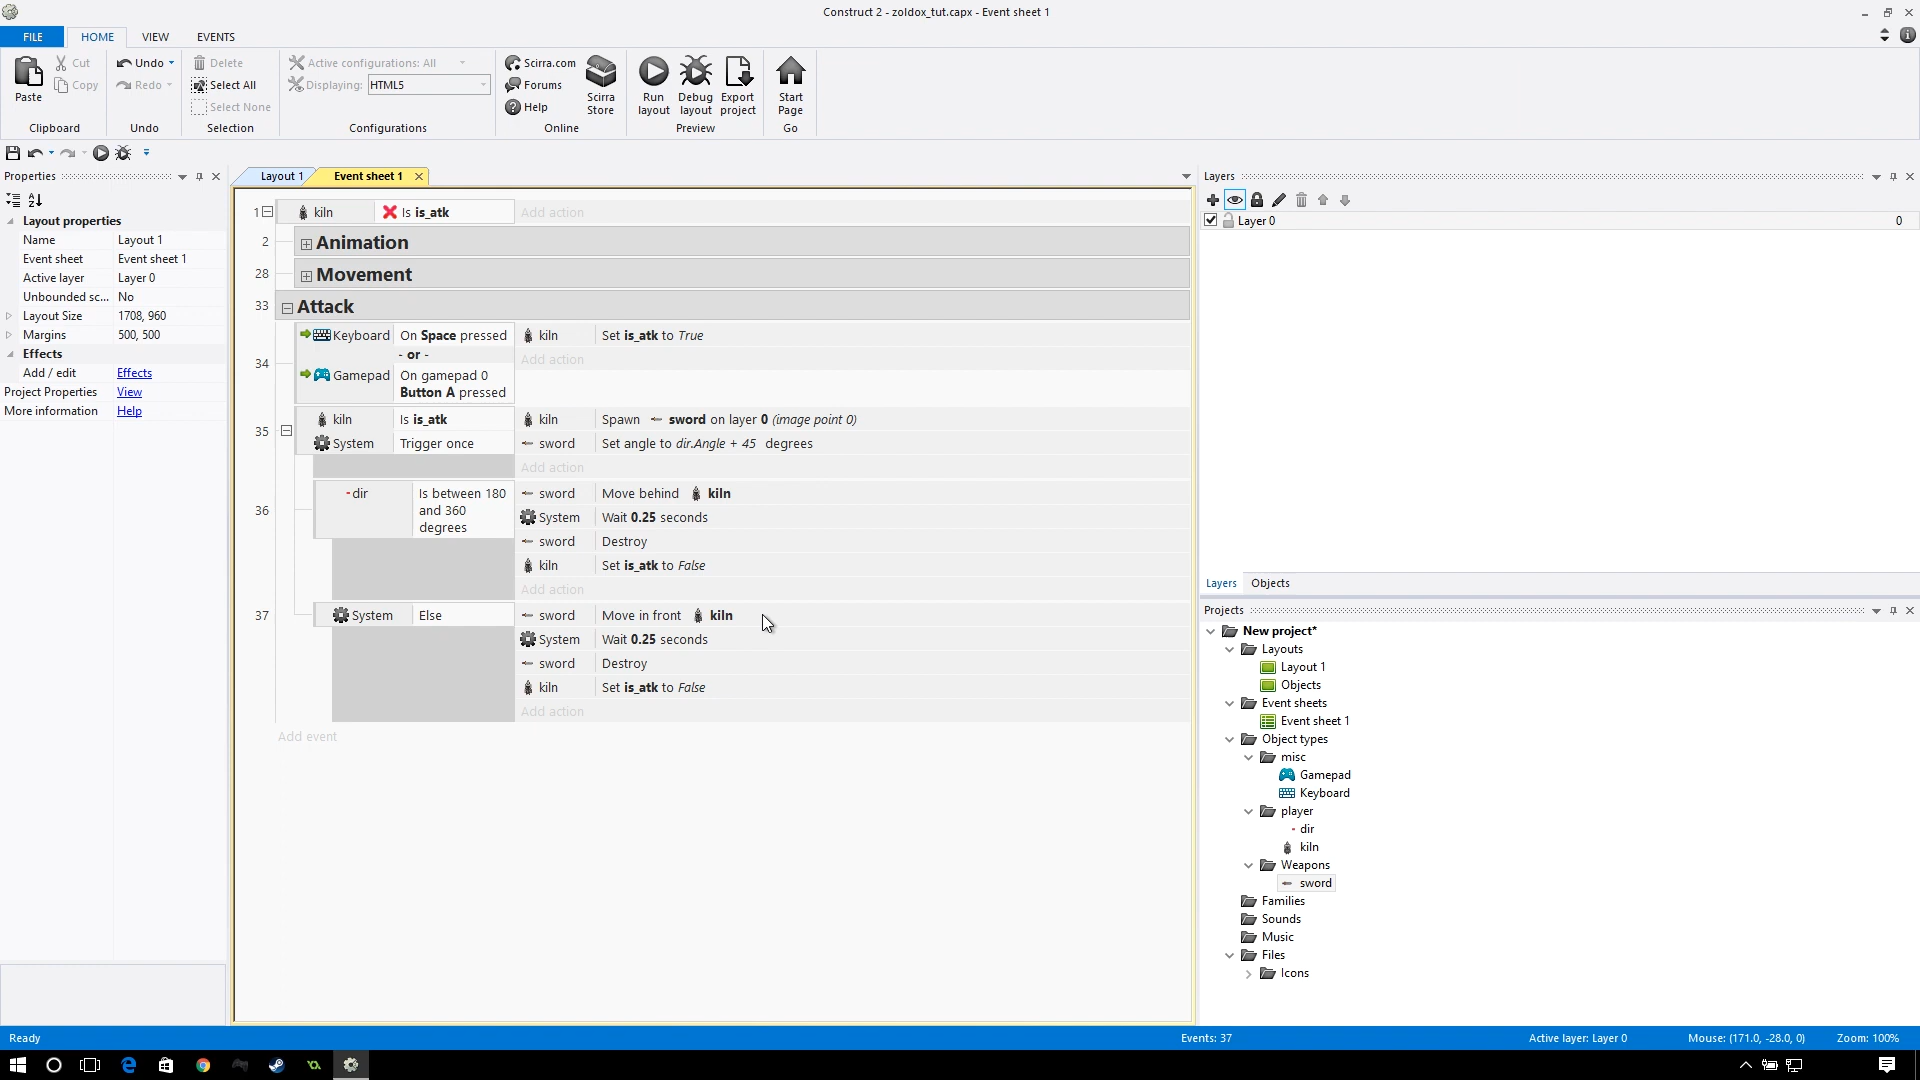 Construct 2 - zoldox_tut.capx - Event sheet 1
FILE HOME VIEW EVENTS
Paste
Cut
Copy
Clipboard
Undo
Redo
Undo
Delete
Select All
Select None
Selection
Active configurations: All
Displaying: HTML5
Configurations
Scirra.com
Forums
Help
Scirra Store
Online
Run layout
Debug layout
Export project
Preview
Start Page
Go
Properties
Layout properties
Name Layout 1
Event sheet Event sheet 1
Active layer Layer 0
Unbounded sc... No
Layout Size 1708, 960
Margins 500, 500
Effects
Add / edit Effects
Project Properties View
More information Help
Layout 1 Event sheet 1
1 kiln Is is_atk Add action
2 Animation
28 Movement
33 Attack
34 Keyboard On Space pressed kiln Set is_atk to True
- or - Add action
Gamepad On gamepad 0
Button A pressed
35 kiln Is is_atk kiln Spawn sword on layer 0 (image point 0)
System Trigger once sword Set angle to dir.Angle + 45 degrees
Add action
36 dir Is between 180 and 360 degrees sword Move behind kiln
System Wait 0.25 seconds
sword Destroy
kiln Set is_atk to False
Add action
37 System Else sword Move in front kiln
System Wait 0.25 seconds
sword Destroy
kiln Set is_atk to False
Add action
Add event
Layers
Layer 0 0
Layers Objects
Projects
New project*
Layouts
Layout 1
Objects
Event sheets
Event sheet 1
Object types
misc
Gamepad
Keyboard
player
dir
kiln
Weapons
sword
Families
Sounds
Music
Files
Icons
Ready Events: 37 Active layer: Layer 0 Mouse: (171.0, -28.0, 0) Zoom: 100%